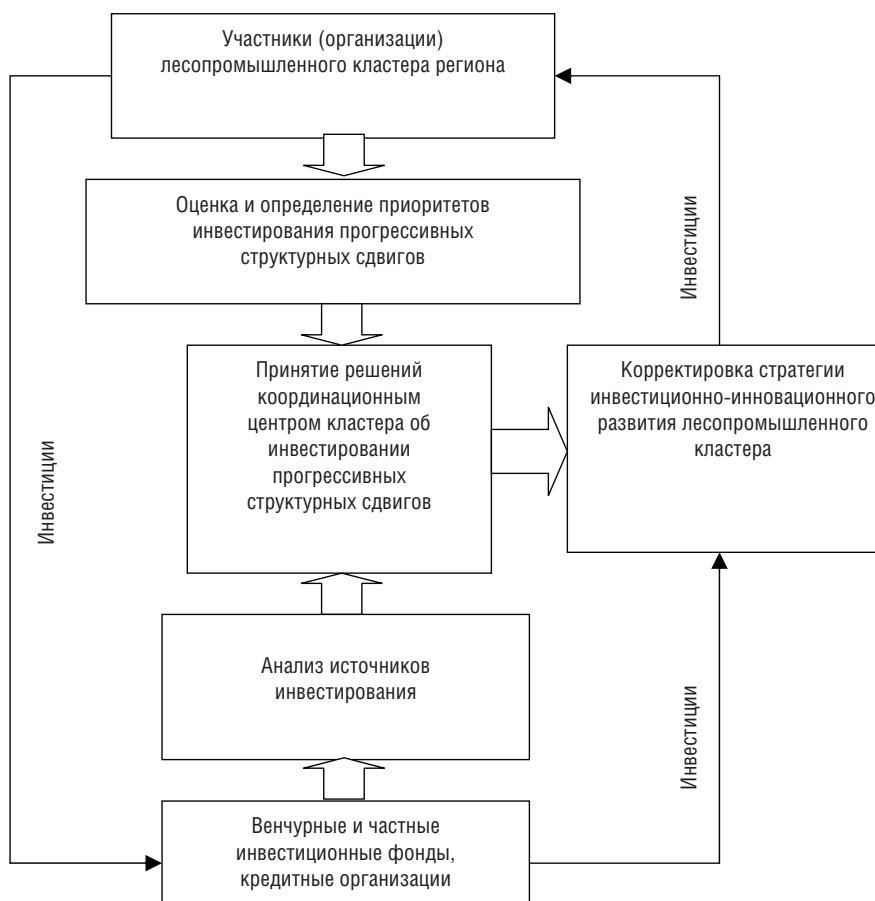 Участники (организации)
лесопромышленного кластера региона
Оценка и определение приоритетов
инвестирования прогрессивных
структурных сдвигов
Инвестиции
Принятие решений
координационным
центром кластера об
инвестировании
прогрессивных
структурных сдвигов
Корректировка стратегии
инвестиционно-инновационного
развития лесопромышленного
кластера
Инвестиции
Анализ источников
инвестирования
Инвестиции
Венчурные и частные
инвестиционные фонды,
кредитные организации